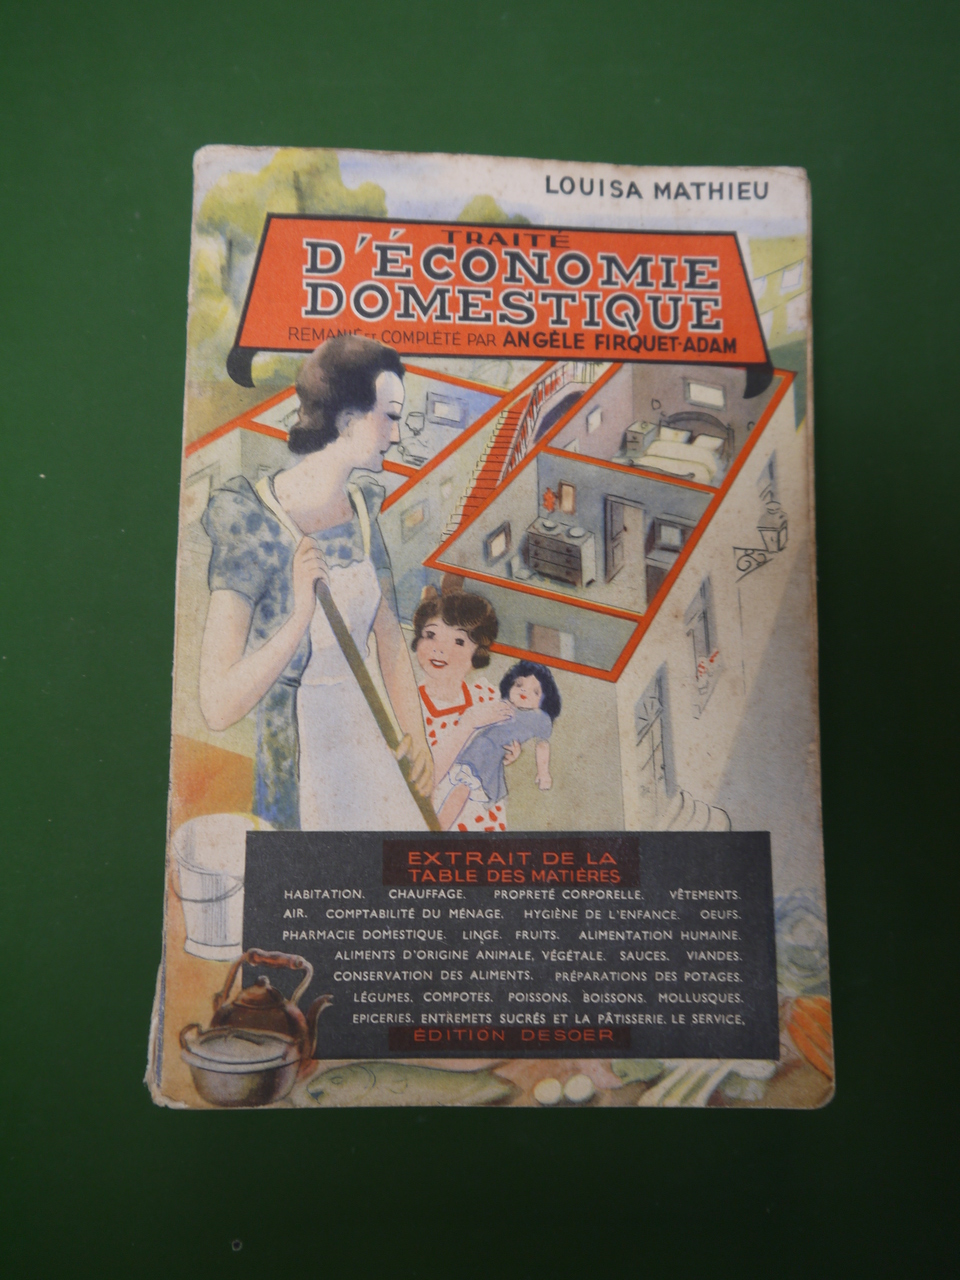 LOUISA MATHIEU
TRAITÉ
D'ÉCONOMIE
DOMESTIQUE
REMANIÉ ET COMPLÉTÉ PAR ANGÈLE FIRQUET-ADAM
EXTRAIT DE LA
TABLE DES MATIÈRES
HABITATION. CHAUFFAGE. PROPRETÉ CORPORELLE. VÊTEMENTS.
AIR. COMPTABILITÉ DU MÉNAGE. HYGIÈNE DE L'ENFANCE. OEUFS.
PHARMACIE DOMESTIQUE. LINGE. FRUITS. ALIMENTATION HUMAINE.
ALIMENTS D'ORIGINE ANIMALE, VÉGÉTALE. SAUCES. VIANDES.
CONSERVATION DES ALIMENTS. PRÉPARATIONS DES POTAGES.
LÉGUMES. COMPOTES. POISSONS. BOISSONS. MOLLUSQUES.
EPICERIES. ENTREMETS SUCRÉS ET LA PÂTISSERIE. LE SERVICE.
ÉDITION DESOER